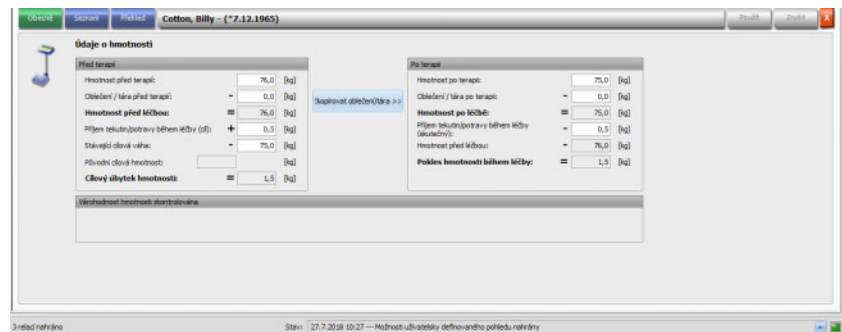 Obecné Seznam Přehled Cotton, Billy - (*7.12.1965) Použít Zrušit X
Údaje o hmotnosti
Před terapií
Hmotnost před terapií: 76,0 [kg]
Oblečení / tára před terapií: - 0,0 [kg]
Hmotnost před léčbou: = 76,0 [kg]
Příjem tekutin/potravy během léčby (cíl): + 0,5 [kg]
Stávající cílová váha: - 75,0 [kg]
Původní cílová hmotnost: [kg]
Cílový úbytek hmotnosti: = 1,5 [kg]
Zkopírovat oblečení/tára >>
Po terapii
Hmotnost po terapii: 75,0 [kg]
Oblečení / tára po terapii: - 0,0 [kg]
Hmotnost po léčbě: = 75,0 [kg]
Příjem tekutin/potravy během léčby
(skutečný): - 0,5 [kg]
Hmotnost před léčbou: - 76,0 [kg]
Pokles hmotnosti během léčby: = 1,5 [kg]
Věrohodnost hmotnosti zkontrolována
3 relací nahráno
Stav: 27.7.2018 10:27 --- Možnosti uživatelsky definovaného pohledu nahrány